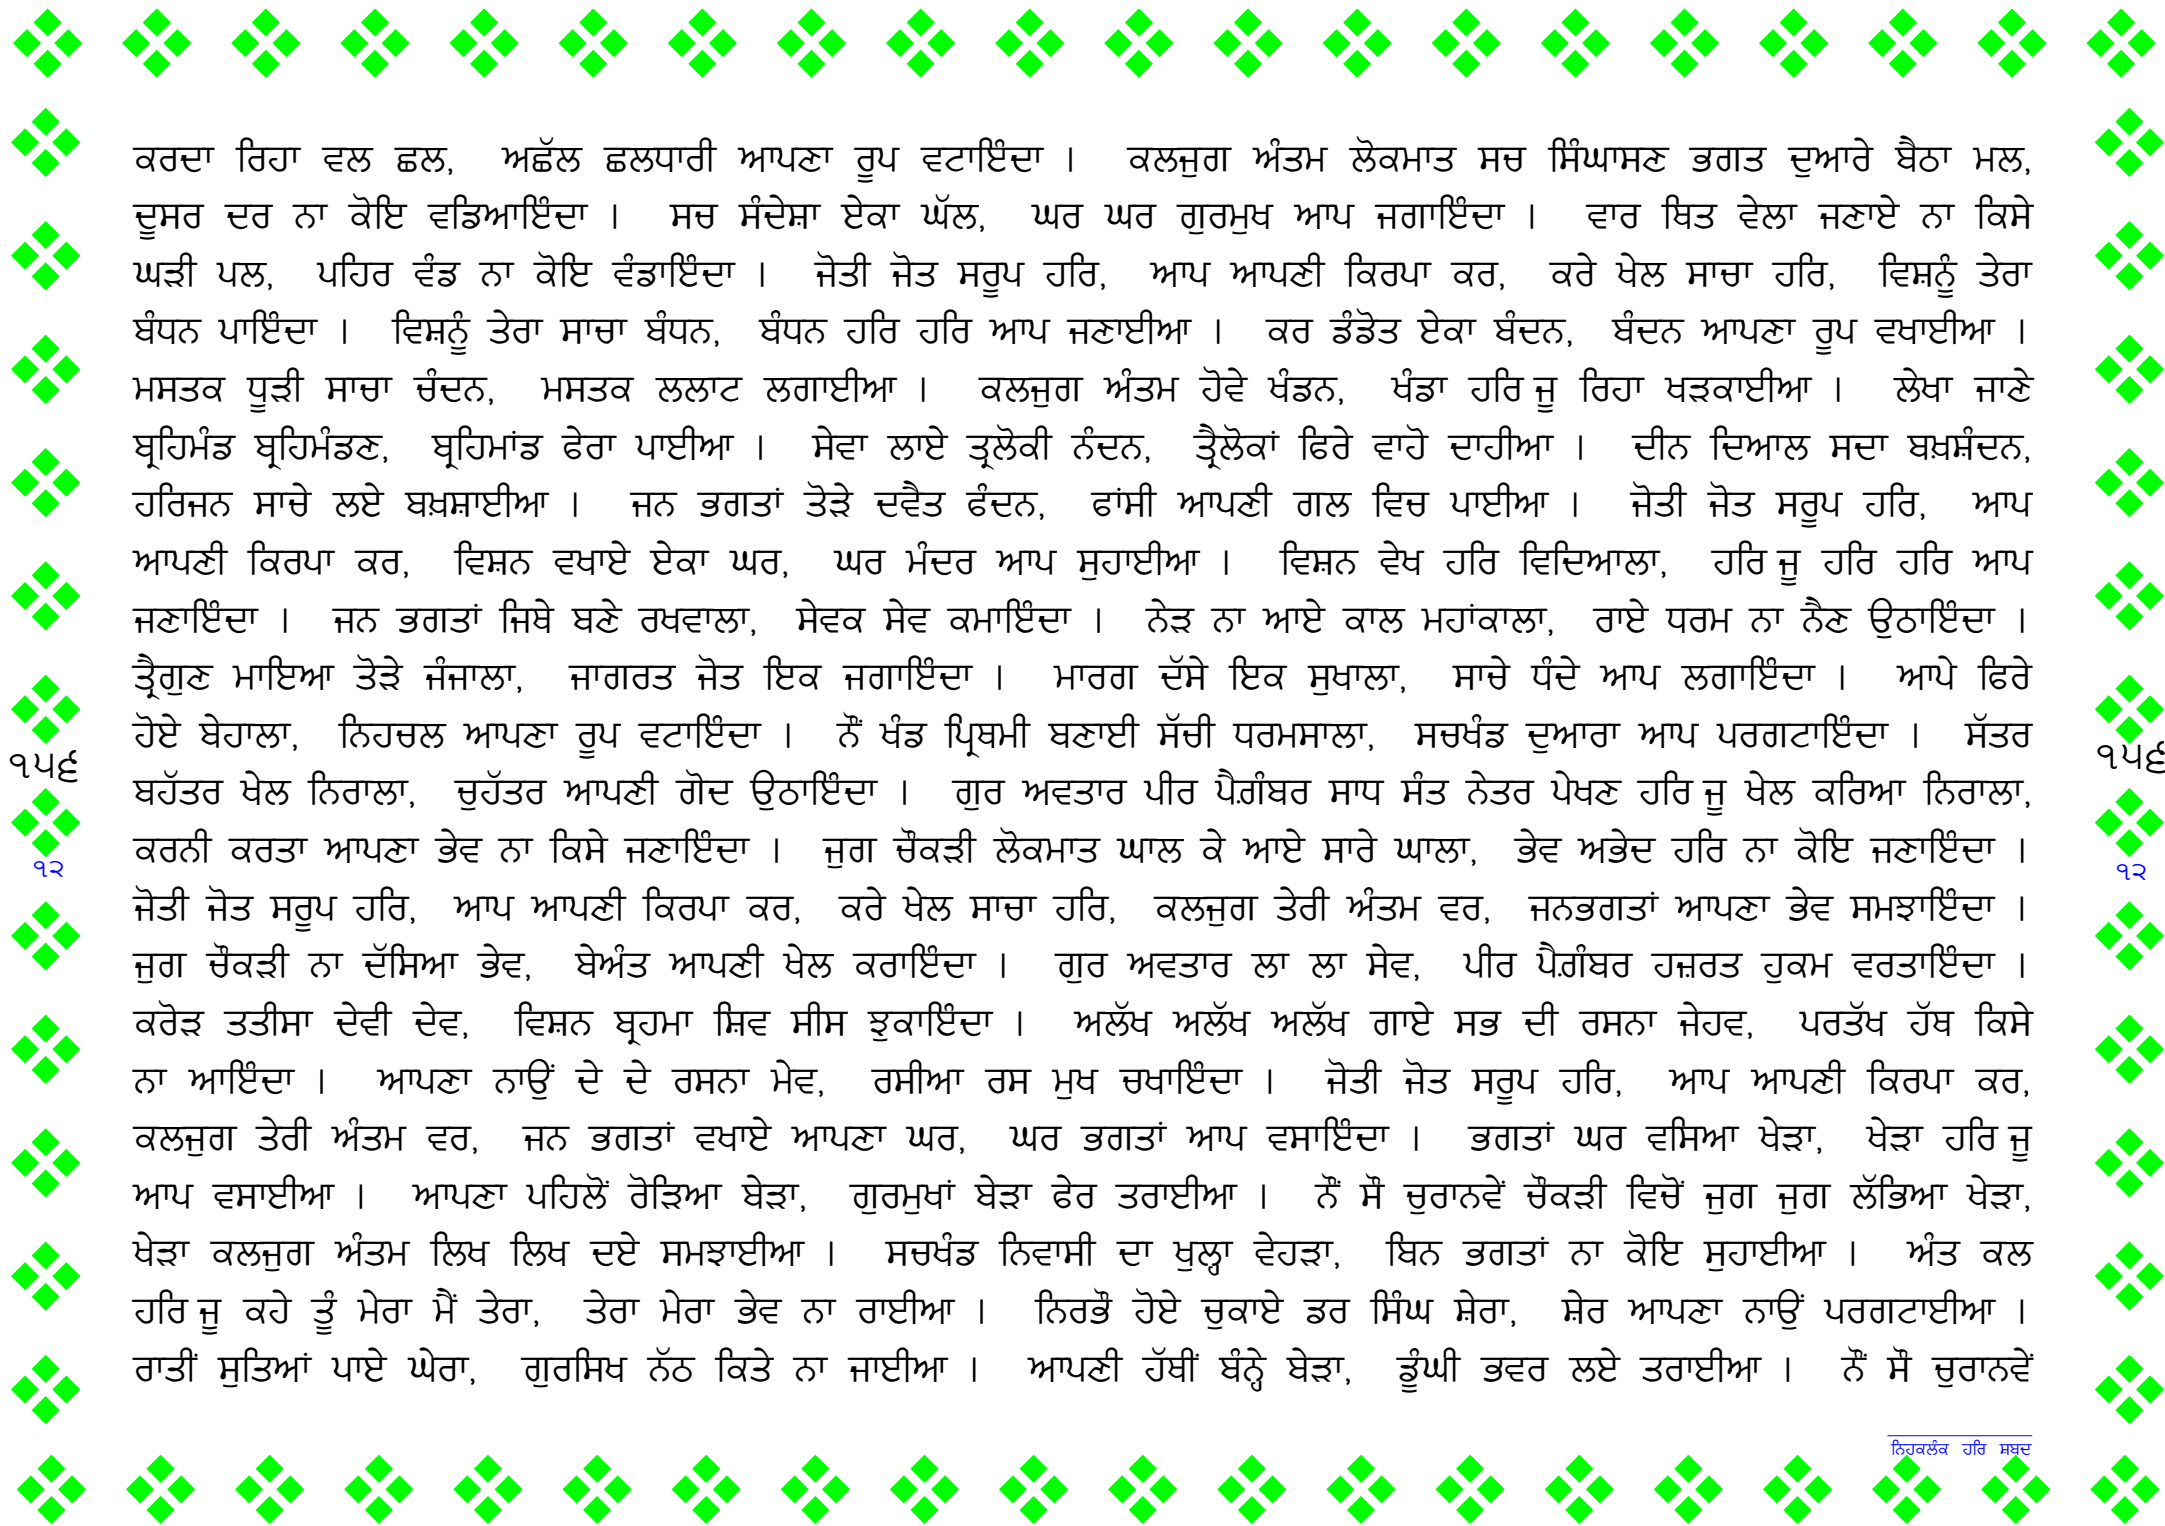 ਕਰਦਾ ਰਿਹਾ ਵਲ ਛਲ, ਅਛੱਲ ਛਲਧਾਰੀ ਆਪਣਾ ਰੂਪ ਵਟਾਇੰਦਾ । ਕਲਜੁਗ ਅੰਤਮ ਲੋਕਮਾਤ ਸਚ ਸਿੰਘਾਸਣ ਭਗਤ ਦੁਆਰੇ ਬੈਠਾ ਮਲ,
ਦੂਸਰ ਦਰ ਨਾ ਕੋਇ ਵਡਿਆਇੰਦਾ । ਸਚ ਸੰਦੇਸ਼ਾ ਏਕਾ ਘੱਲ, ਘਰ ਘਰ ਗੁਰਮੁਖ ਆਪ ਜਗਾਇੰਦਾ । ਵਾਰ ਥਿਤ ਵੇਲਾ ਜਣਾਏ ਨਾ ਕਿਸੇ
ਘੜੀ ਪਲ, ਪਹਿਰ ਵੰਡ ਨਾ ਕੋਇ ਵੰਡਾਇੰਦਾ । ਜੋਤੀ ਜੋਤ ਸਰੂਪ ਹਰਿ, ਆਪ ਆਪਣੀ ਕਿਰਪਾ ਕਰ, ਕਰੇ ਖੇਲ ਸਾਚਾ ਹਰਿ, ਵਿਸ਼ਨੂੰ ਤੇਰਾ
ਬੰਧਨ ਪਾਇੰਦਾ । ਵਿਸ਼ਨੂੰ ਤੇਰਾ ਸਾਚਾ ਬੰਧਨ, ਬੰਧਨ ਹਰਿ ਹਰਿ ਆਪ ਜਣਾਈਆ । ਕਰ ਡੰਡੋਤ ਏਕਾ ਬੰਦਨ, ਬੰਦਨ ਆਪਣਾ ਰੂਪ ਵਖਾਈਆ ।
ਮਸਤਕ ਧੂੜੀ ਸਾਚਾ ਚੰਦਨ, ਮਸਤਕ ਲਲਾਟ ਲਗਾਈਆ । ਕਲਜੁਗ ਅੰਤਮ ਹੋਵੇ ਖੰਡਨ, ਖੰਡਾ ਹਰਿ ਜੂ ਰਿਹਾ ਖੜਕਾਈਆ । ਲੇਖਾ ਜਾਣੇ
ਬ੍ਰਹਿਮੰਡ ਬ੍ਰਹਿਮੰਡਣ, ਬ੍ਰਹਿਮਾਂਡ ਫੇਰਾ ਪਾਈਆ । ਸੇਵਾ ਲਾਏ ਤ੍ਰਲੋਕੀ ਨੰਦਨ, ਤ੍ਰੈਲੋਕਾਂ ਫਿਰੇ ਵਾਹੋ ਦਾਹੀਆ । ਦੀਨ ਦਿਆਲ ਸਦਾ ਬਖ਼ਸ਼ੰਦਨ,
ਹਰਿਜਨ ਸਾਚੇ ਲਏ ਬਖ਼ਸ਼ਾਈਆ । ਜਨ ਭਗਤਾਂ ਤੋੜੇ ਦਵੈਤ ਫੰਦਨ, ਫਾਂਸੀ ਆਪਣੀ ਗਲ ਵਿਚ ਪਾਈਆ । ਜੋਤੀ ਜੋਤ ਸਰੂਪ ਹਰਿ, ਆਪ
ਆਪਣੀ ਕਿਰਪਾ ਕਰ, ਵਿਸ਼ਨ ਵਖਾਏ ਏਕਾ ਘਰ, ਘਰ ਮੰਦਰ ਆਪ ਸੁਹਾਈਆ । ਵਿਸ਼ਨ ਵੇਖ ਹਰਿ ਵਿਦਿਆਲਾ, ਹਰਿ ਜੂ ਹਰਿ ਹਰਿ ਆਪ
ਜਣਾਇੰਦਾ । ਜਨ ਭਗਤਾਂ ਜਿਥੇ ਬਣੇ ਰਖਵਾਲਾ, ਸੇਵਕ ਸੇਵ ਕਮਾਇੰਦਾ । ਨੇੜ ਨਾ ਆਏ ਕਾਲ ਮਹਾਂਕਾਲਾ, ਰਾਏ ਧਰਮ ਨਾ ਨੈਣ ਉਠਾਇੰਦਾ ।
ਤ੍ਰੈਗੁਣ ਮਾਇਆ ਤੋੜੇ ਜੰਜਾਲਾ, ਜਾਗਰਤ ਜੋਤ ਇਕ ਜਗਾਇੰਦਾ । ਮਾਰਗ ਦੱਸੇ ਇਕ ਸੁਖਾਲਾ, ਸਾਚੇ ਧੰਦੇ ਆਪ ਲਗਾਇੰਦਾ । ਆਪੇ ਫਿਰੇ
ਹੋਏ ਬੇਹਾਲਾ, ਨਿਹਚਲ ਆਪਣਾ ਰੂਪ ਵਟਾਇੰਦਾ । ਨੌਂ ਖੰਡ ਪ੍ਰਿਥਮੀ ਬਣਾਈ ਸੱਚੀ ਧਰਮਸਾਲਾ, ਸਚਖੰਡ ਦੁਆਰਾ ਆਪ ਪਰਗਟਾਇੰਦਾ । ਸੱਤਰ
ਬਹੱਤਰ ਖੇਲ ਨਿਰਾਲਾ, ਚੁਹੱਤਰ ਆਪਣੀ ਗੋਦ ਉਠਾਇੰਦਾ । ਗੁਰ ਅਵਤਾਰ ਪੀਰ ਪੈਗ਼ੰਬਰ ਸਾਧ ਸੰਤ ਨੇਤਰ ਪੇਖਣ ਹਰਿ ਜੂ ਖੇਲ ਕਰਿਆ ਨਿਰਾਲਾ,
ਕਰਨੀ ਕਰਤਾ ਆਪਣਾ ਭੇਵ ਨਾ ਕਿਸੇ ਜਣਾਇੰਦਾ । ਜੁਗ ਚੌਕੜੀ ਲੋਕਮਾਤ ਘਾਲ ਕੇ ਆਏ ਸਾਰੇ ਘਾਲਾ, ਭੇਵ ਅਭੇਦ ਹਰਿ ਨਾ ਕੋਇ ਜਣਾਇੰਦਾ ।
ਜੋਤੀ ਜੋਤ ਸਰੂਪ ਹਰਿ, ਆਪ ਆਪਣੀ ਕਿਰਪਾ ਕਰ, ਕਰੇ ਖੇਲ ਸਾਚਾ ਹਰਿ, ਕਲਜੁਗ ਤੇਰੀ ਅੰਤਮ ਵਰ, ਜਨਭਗਤਾਂ ਆਪਣਾ ਭੇਵ ਸਮਝਾਇੰਦਾ ।
ਜੁਗ ਚੌਕੜੀ ਨਾ ਦੱਸਿਆ ਭੇਵ, ਬੇਅੰਤ ਆਪਣੀ ਖੇਲ ਕਰਾਇੰਦਾ । ਗੁਰ ਅਵਤਾਰ ਲਾ ਲਾ ਸੇਵ, ਪੀਰ ਪੈਗ਼ੰਬਰ ਹਜ਼ਰਤ ਹੁਕਮ ਵਰਤਾਇੰਦਾ ।
ਕਰੋੜ ਤਤੀਸਾ ਦੇਵੀ ਦੇਵ, ਵਿਸ਼ਨ ਬ੍ਰਹਮਾ ਸ਼ਿਵ ਸੀਸ ਝੁਕਾਇੰਦਾ । ਅਲੱਖ ਅਲੱਖ ਅਲੱਖ ਗਾਏ ਸਭ ਦੀ ਰਸਨਾ ਜੇਹਵ, ਪਰਤੱਖ ਹੱਥ ਕਿਸੇ
ਨਾ ਆਇੰਦਾ । ਆਪਣਾ ਨਾਉਂ ਦੇ ਦੇ ਰਸਨਾ ਮੇਵ, ਰਸੀਆ ਰਸ ਮੁਖ ਚਖਾਇੰਦਾ । ਜੋਤੀ ਜੋਤ ਸਰੂਪ ਹਰਿ, ਆਪ ਆਪਣੀ ਕਿਰਪਾ ਕਰ,
ਕਲਜੁਗ ਤੇਰੀ ਅੰਤਮ ਵਰ, ਜਨ ਭਗਤਾਂ ਵਖਾਏ ਆਪਣਾ ਘਰ, ਘਰ ਭਗਤਾਂ ਆਪ ਵਸਾਇੰਦਾ । ਭਗਤਾਂ ਘਰ ਵਸਿਆ ਖੇੜਾ, ਖੇੜਾ ਹਰਿ ਜੂ
ਆਪ ਵਸਾਈਆ । ਆਪਣਾ ਪਹਿਲੋਂ ਰੋੜਿਆ ਬੇੜਾ, ਗੁਰਮੁਖਾਂ ਬੇੜਾ ਫੇਰ ਤਰਾਈਆ । ਨੌਂ ਸੌ ਚੁਰਾਨਵੇਂ ਚੌਕੜੀ ਵਿਚੋਂ ਜੁਗ ਜੁਗ ਲੱਭਿਆ ਖੇੜਾ,
ਖੇੜਾ ਕਲਜੁਗ ਅੰਤਮ ਲਿਖ ਲਿਖ ਦਏ ਸਮਝਾਈਆ । ਸਚਖੰਡ ਨਿਵਾਸੀ ਦਾ ਖੁਲ੍ਹਾ ਵੇਹੜਾ, ਬਿਨ ਭਗਤਾਂ ਨਾ ਕੋਇ ਸੁਹਾਈਆ । ਅੰਤ ਕਲ
ਹਰਿ ਜੂ ਕਹੇ ਤੂੰ ਮੇਰਾ ਮੈਂ ਤੇਰਾ, ਤੇਰਾ ਮੇਰਾ ਭੇਵ ਨਾ ਰਾਈਆ । ਨਿਰਭੌ ਹੋਏ ਚੁਕਾਏ ਡਰ ਸਿੰਘ ਸ਼ੇਰਾ, ਸ਼ੇਰ ਆਪਣਾ ਨਾਉਂ ਪਰਗਟਾਈਆ ।
ਰਾਤੀਂ ਸੁਤਿਆਂ ਪਾਏ ਘੇਰਾ, ਗੁਰਸਿਖ ਨੱਠ ਕਿਤੇ ਨਾ ਜਾਈਆ । ਆਪਣੀ ਹੱਥੀਂ ਬੰਨ੍ਹੇ ਬੇੜਾ, ਡੂੰਘੀ ਭਵਰ ਲਏ ਤਰਾਈਆ । ਨੌਂ ਸੌ ਚੁਰਾਨਵੇਂ
੧੫੬
੧੫੬
੧੨
੧੨
ਨਿਹਕਲੰਕ ਹਰਿ ਸ਼ਬਦ